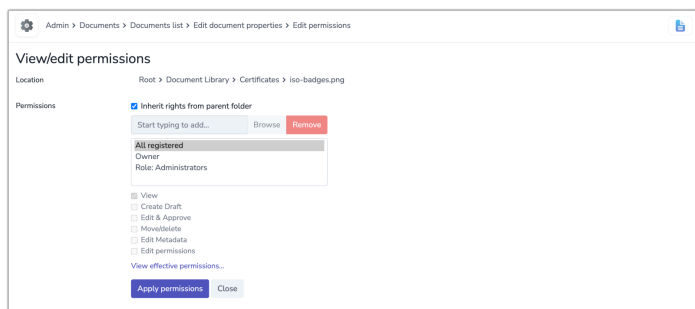 Admin > Documents > Documents list > Edit document properties > Edit permissions
View/edit permissions
Location Root > Document Library > Certificates > iso-badges.png
Permissions Inherit rights from parent folder
Start typing to add... Browse Remove
All registered
Owner
Role: Administrators
View
Create Draft
Edit & Approve
Move/delete
Edit Metadata
Edit permissions
View effective permissions...
Apply permissions Close